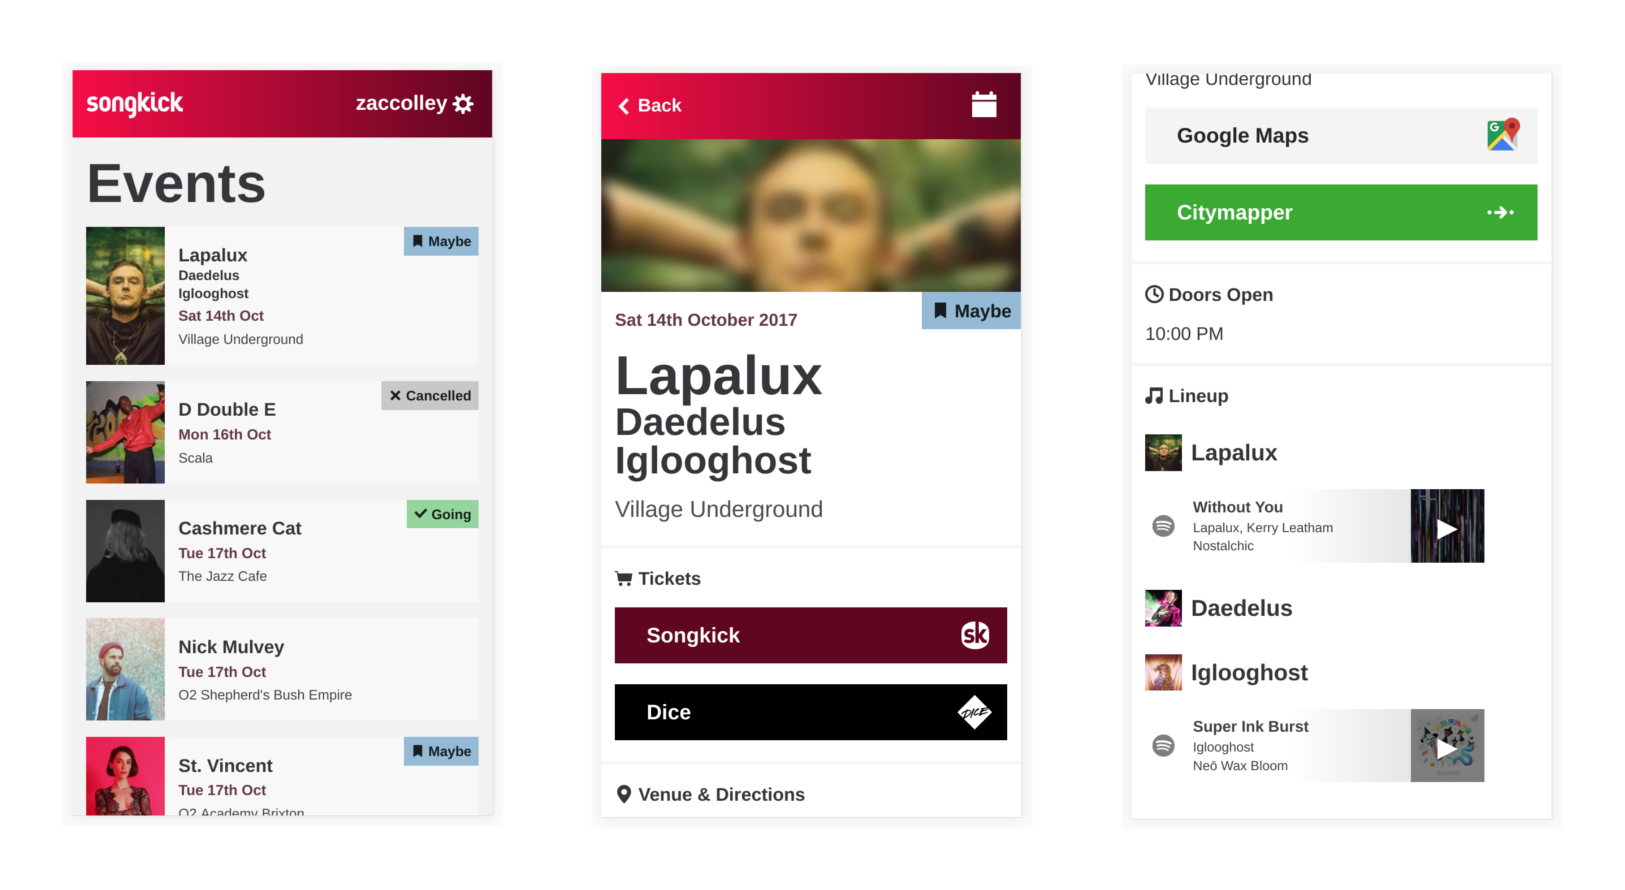 songkick
zaccolley
Events
Maybe
Lapalux
Daedelus
Iglooghost
Sat 14th Oct
Village Underground
Cancelled
D Double E
Mon 16th Oct
Scala
Going
Cashmere Cat
Tue 17th Oct
The Jazz Cafe
Nick Mulvey
Tue 17th Oct
O2 Shepherd's Bush Empire
Maybe
St. Vincent
Tue 17th Oct
O2 Academy Brixton
Back
Maybe
Sat 14th October 2017
Lapalux
Daedelus
Iglooghost
Village Underground
Tickets
Songkick
sk
Dice
DICE
Venue & Directions
Village Underground
Google Maps
G
Citymapper
Doors Open
10:00 PM
Lineup
Lapalux
Without You
Lapalux, Kerry Leatham
Nostalchic
Daedelus
Iglooghost
Super Ink Burst
Iglooghost
Neō Wax Bloom